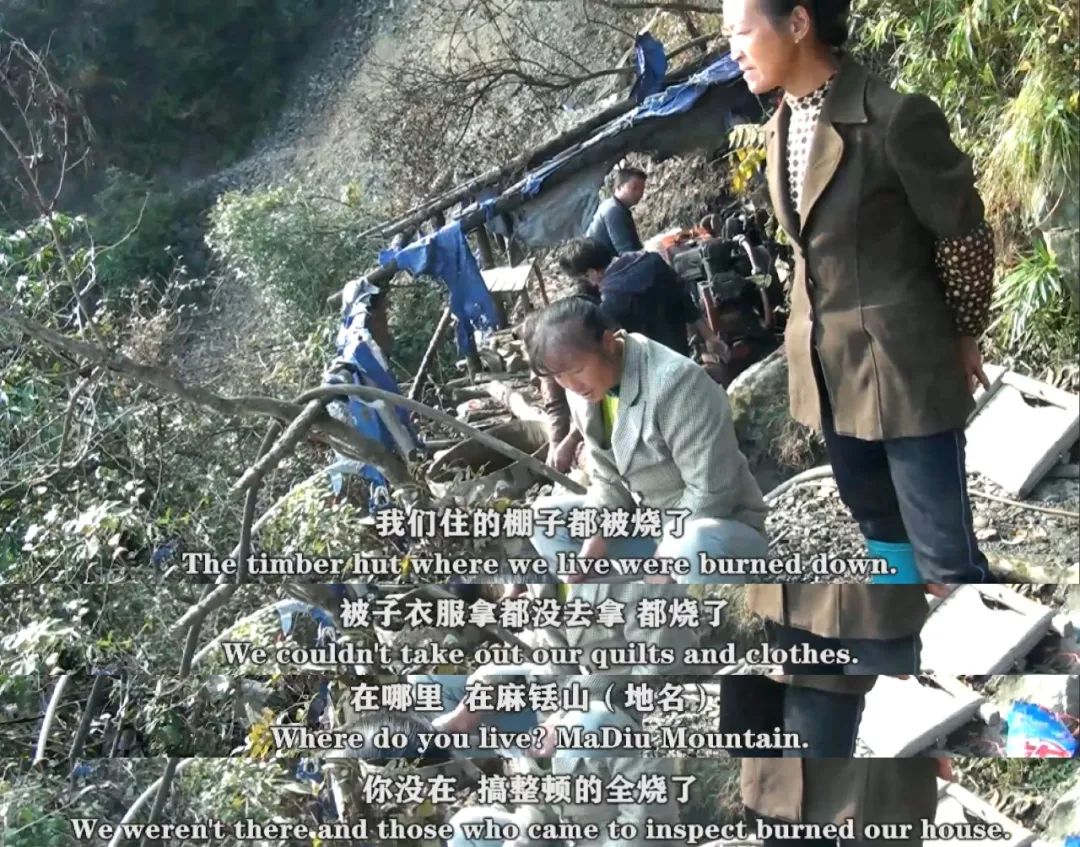 我们住的棚子都被烧了
The timber hut where we live were burned down.
被子衣服拿都没去拿 都烧了
We couldn't take out our quilts and clothes.
在哪里 在麻铥山（地名）
Where do you live? MaDiu Mountain.
你没在 搞整顿的全烧了
We weren't there and those who came to inspect burned our house.